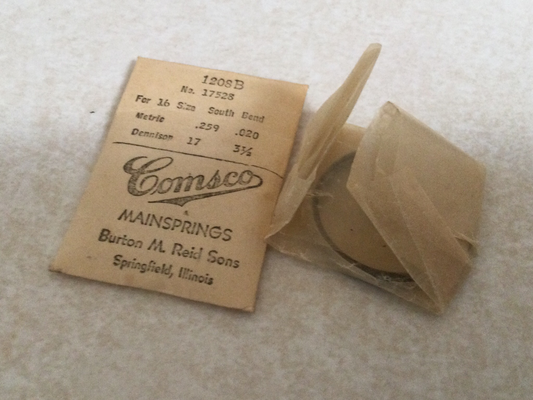 1208B
No. 17528
For 16 Size South Bend
Metric .259 .020
Dennison 17 3½
Comsco
MAINSPRINGS
Burton M. Reid Sons
Springfield, Illinois